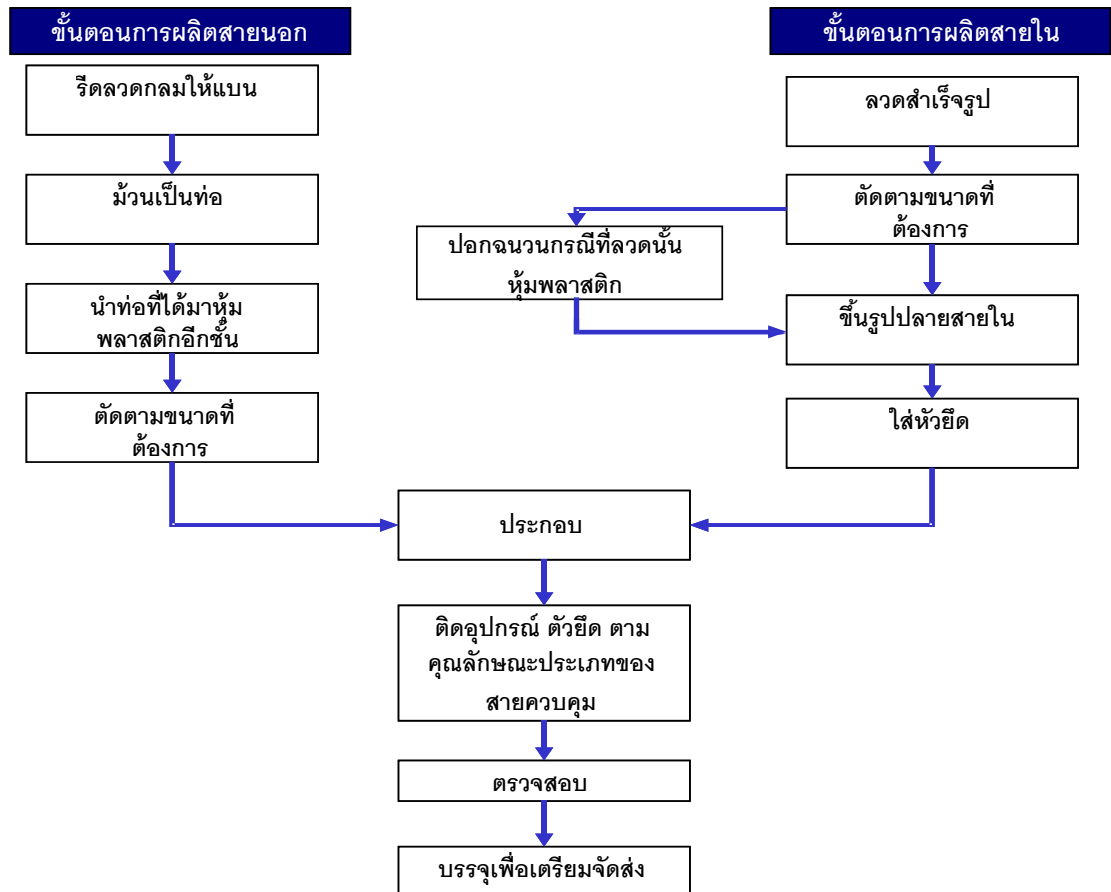 ขั้นตอนการผลิตสายนอก
รีดลวดกลมให้แบน
ม้วนเป็นท่อ
นำท่อที่ได้มาหุ้ม
พลาสติกอีกชั้น
ตัดตามขนาดที่
ต้องการ
ขั้นตอนการผลิตสายใน
ลวดสำเร็จรูป
ตัดตามขนาดที่
ต้องการ
ปอกฉนวนกรณีที่ลวดนั้น
หุ้มพลาสติก
ขึ้นรูปปลายสายใน
ใส่หัวยึด
ประกอบ
ติดอุปกรณ์ ตัวยึด ตาม
คุณลักษณะประเภทของ
สายควบคุม
ตรวจสอบ
บรรจุเพื่อเตรียมจัดส่ง